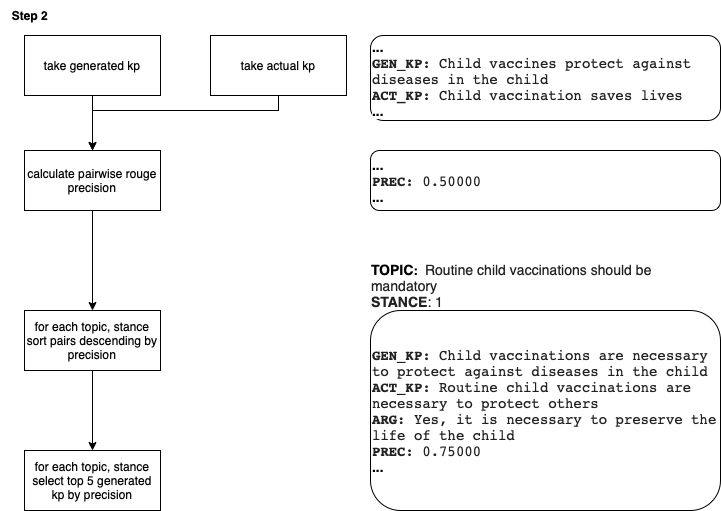 Step 2
take generated kp
take actual kp
...
GEN_KP: Child vaccines protect against
diseases in the child
ACT_KP: Child vaccination saves lives
...
calculate pairwise rouge
precision
...
PREC: 0.50000
...
TOPIC: Routine child vaccinations should be
mandatory
STANCE: 1
for each topic, stance
sort pairs descending by
precision
GEN_KP: Child vaccinations are necessary
to protect against diseases in the child
ACT_KP: Routine child vaccinations are
necessary to protect others
ARG: Yes, it is necessary to preserve the
life of the child
PREC: 0.75000
...
for each topic, stance
select top 5 generated
kp by precision